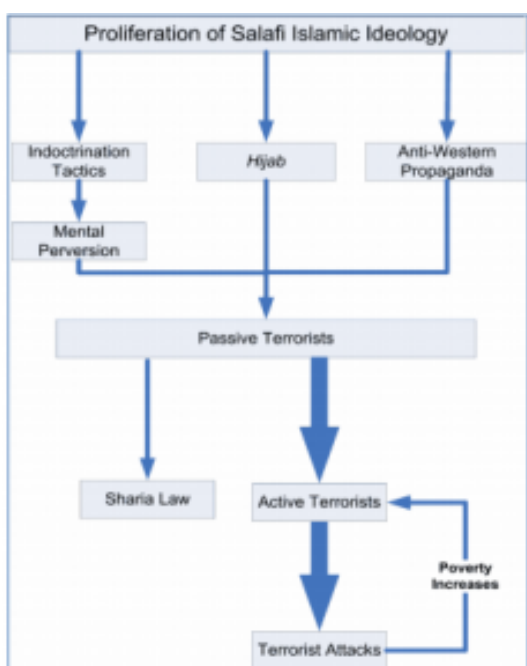 Proliferation of Salafi Islamic Ideology
Indoctrination
Tactics
Hijab
Anti-Western
Propaganda
Mental
Perversion
Passive Terrorists
Sharia Law
Active Terrorists
Poverty
Increases
Terrorist Attacks